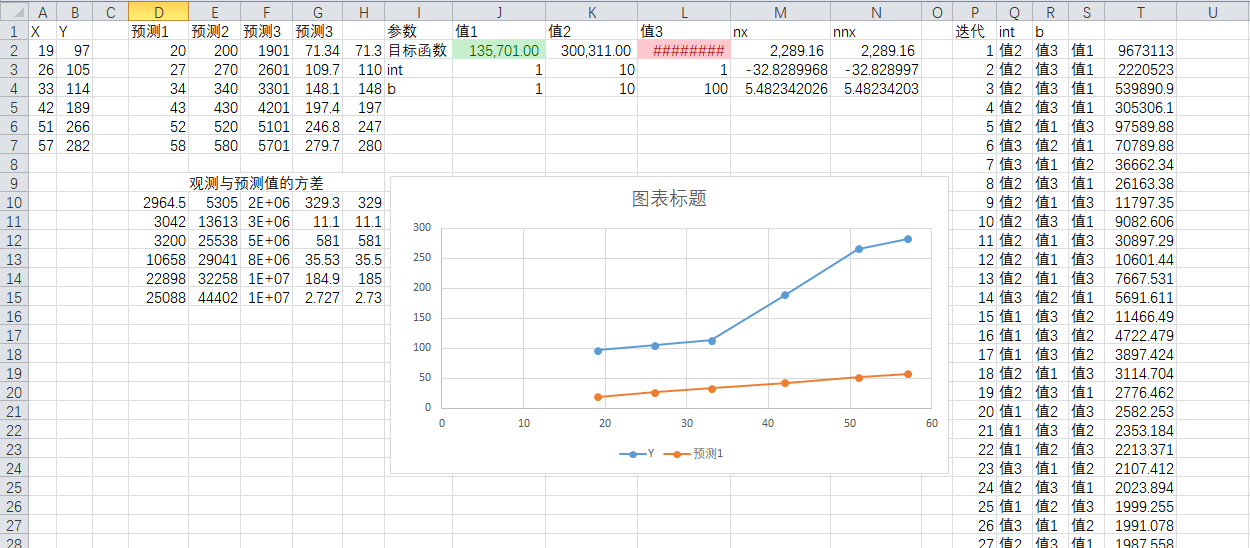 A B C D E F G H I J K L M N O P Q R S T U
1 X Y 预测1 预测2 预测3 预测3 参数 值1 值2 值3 nx nnx 迭代 int b
2 19 97 20 200 1901 71.34 71.3 目标函数 135,701.00 300,311.00 ######## 2,289.16 2,289.16 1 值2 值3 值1 9673113
3 26 105 27 270 2601 109.7 110 int 1 10 1 -32.8289968 -32.828997 2 值2 值3 值1 2220523
4 33 114 34 340 3301 148.1 148 b 1 10 100 5.482342026 5.48234203 3 值2 值3 值1 539890.9
5 42 189 43 430 4201 197.4 197 4 值2 值3 值1 305306.1
6 51 266 52 520 5101 246.8 247 5 值2 值1 值3 97589.88
7 57 282 58 580 5701 279.7 280 6 值3 值2 值1 70789.88
8 7 值3 值1 值2 36662.34
9 观测与预测值的方差 8 值2 值3 值1 26163.38
10 2964.5 5305 2E+06 329.3 329 9 值2 值1 值3 11797.35
11 3042 13613 3E+06 11.1 11.1 10 值2 值1 值3 9082.606
12 3200 25538 5E+06 581 581 11 值2 值1 值3 30897.29
13 10658 29041 8E+06 35.53 35.5 12 值2 值1 值3 10601.44
14 22898 32258 1E+07 184.9 185 13 值2 值1 值3 7667.531
15 25088 44402 1E+07 2.727 2.73 14 值3 值2 值1 5691.611
16 15 值1 值3 值2 11466.49
17 16 值1 值3 值2 4722.479
18 17 值1 值3 值2 3897.424
19 18 值2 值1 值3 3114.704
20 19 值2 值3 值1 2776.462
21 20 值1 值2 值3 2582.253
22 21 值1 值3 值2 2353.184
23 22 值1 值2 值3 2213.371
24 23 值3 值1 值2 2107.412
25 24 值2 值3 值1 2023.894
26 25 值1 值2 值3 1999.255
27 26 值3 值1 值2 1991.078
28 27 值2 值3 值1 1987.558
图表标题
300
250
200
150
100
50
0
0 10 20 30 40 50 60
Y 预测1